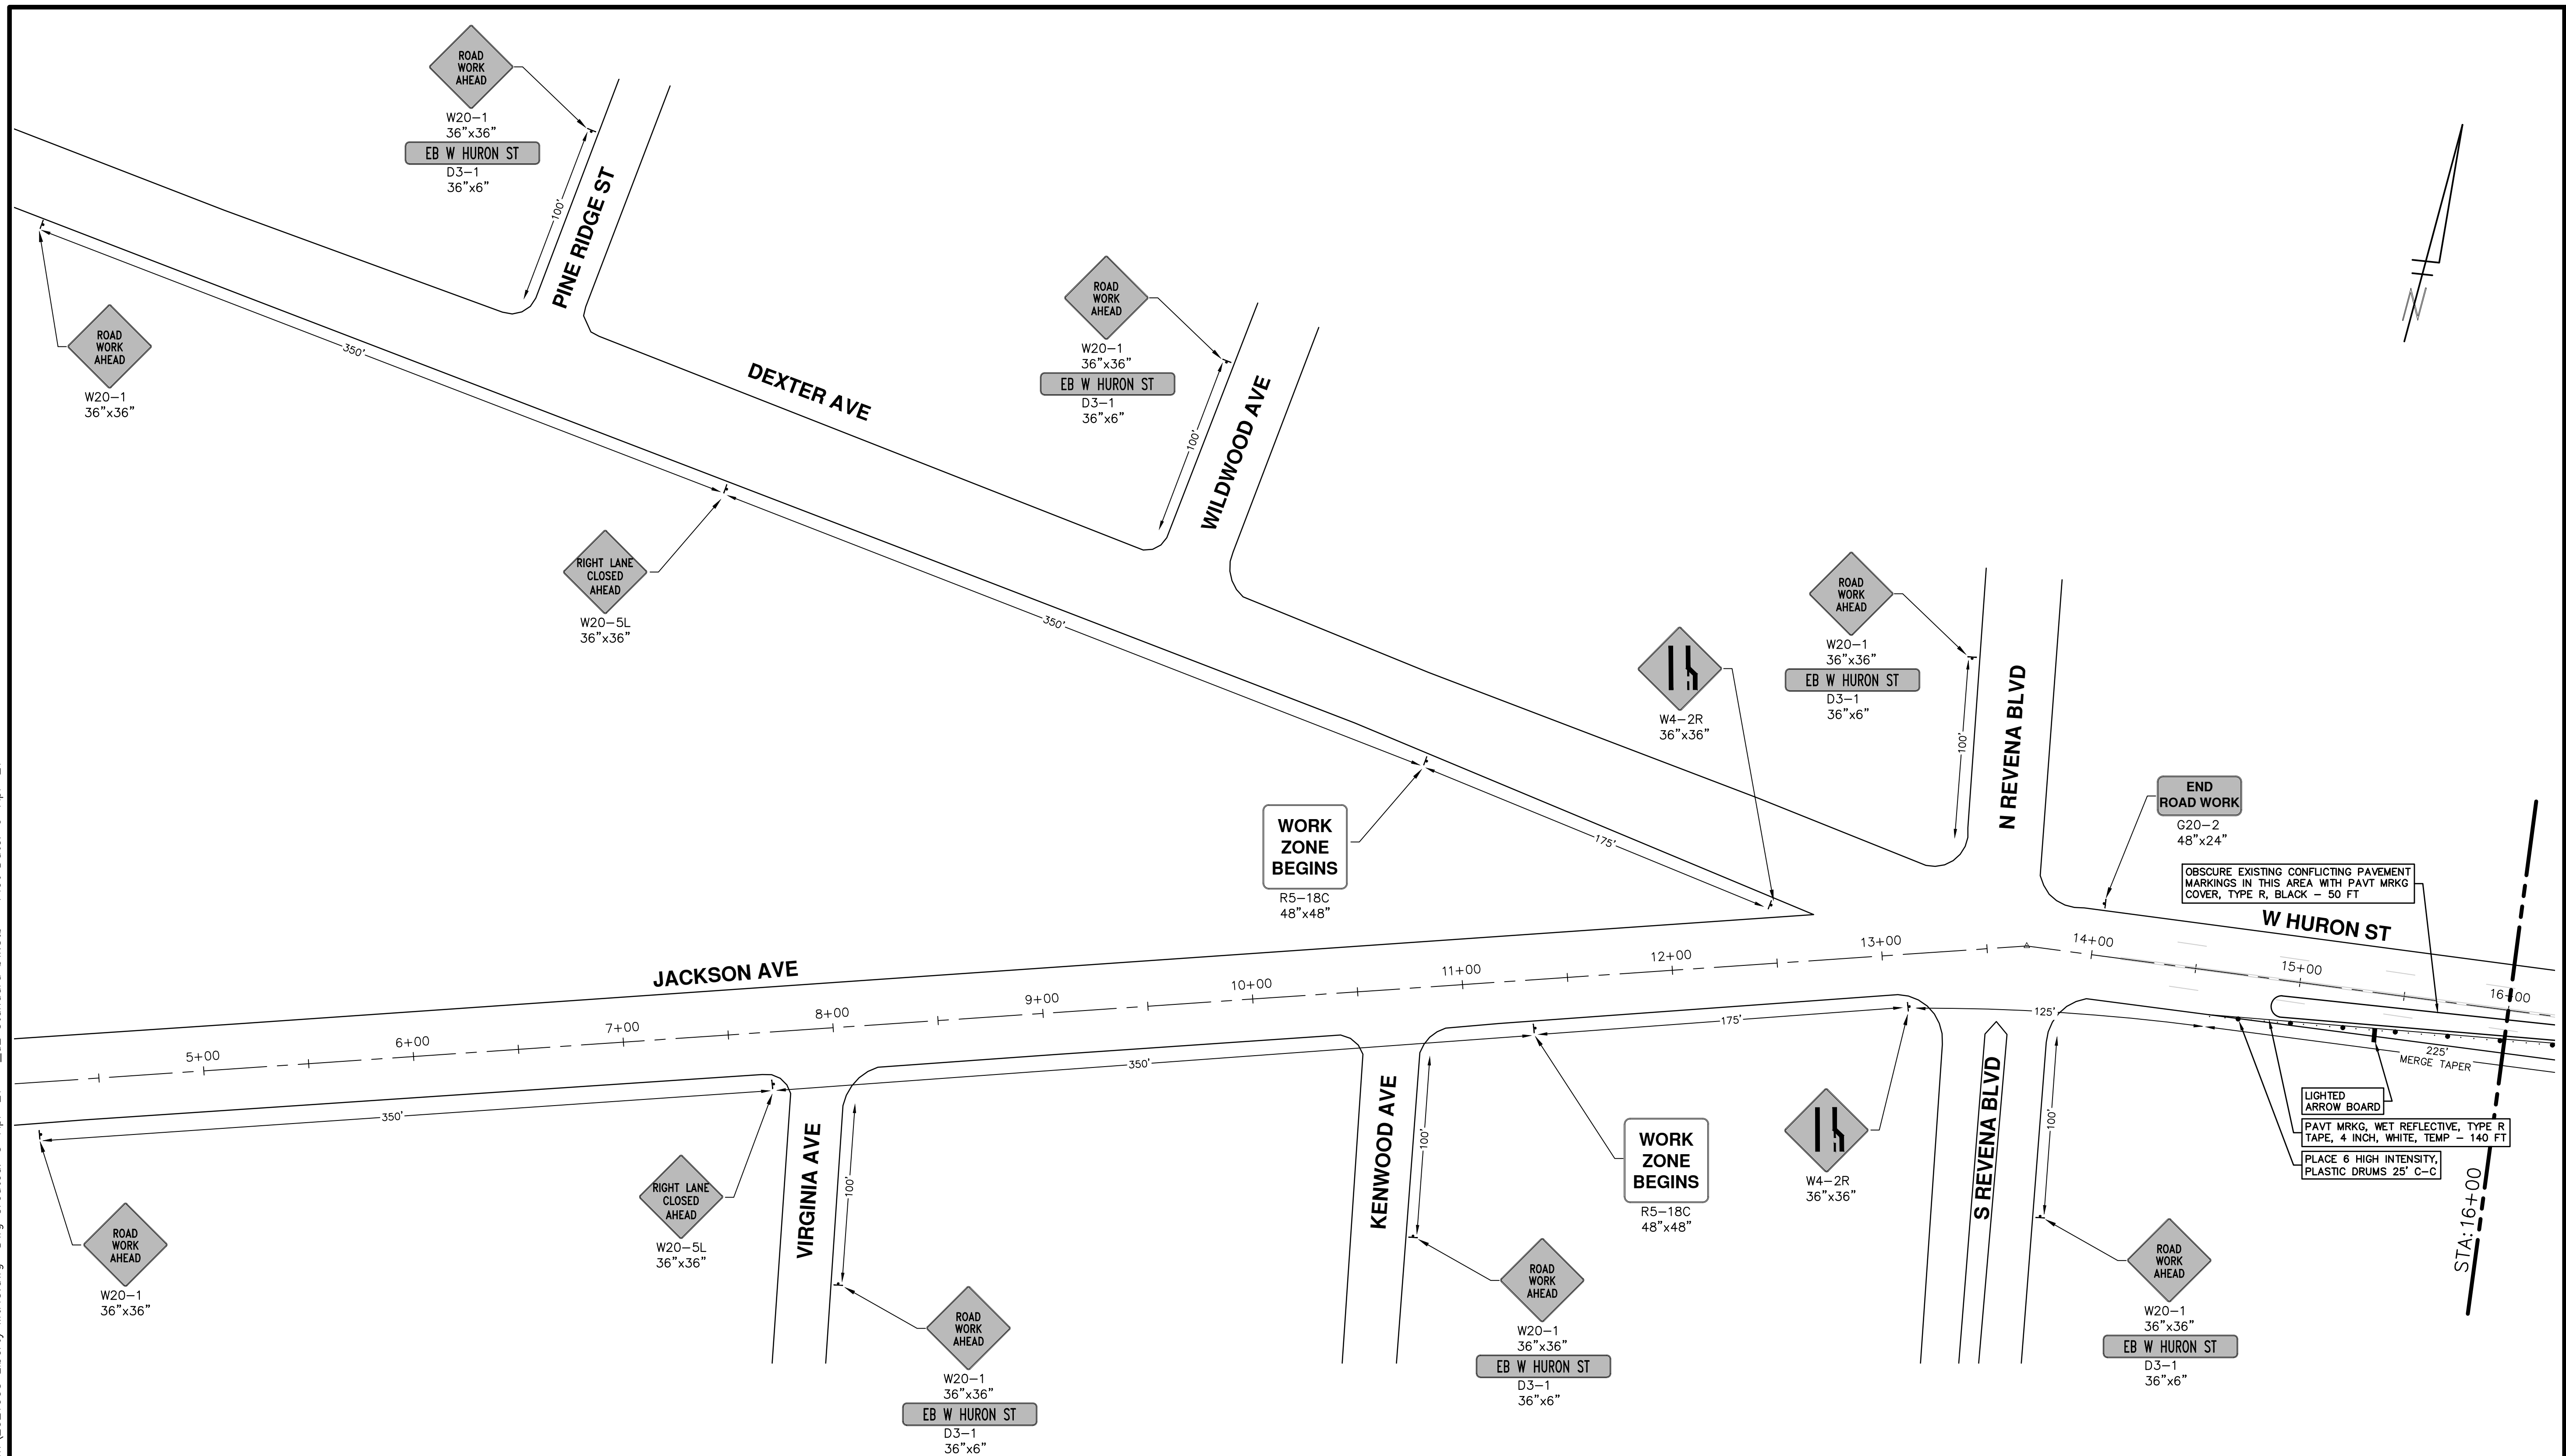 ROAD
WORK
AHEAD
W20-1
36"x36"
EB W HURON ST
D3-1
36"x6"
100'
PINE RIDGE ST
ROAD
WORK
AHEAD
W20-1
36"x36"
350'
DEXTER AVE
ROAD
WORK
AHEAD
W20-1
36"x36"
EB W HURON ST
D3-1
36"x6"
100'
WILDWOOD AVE
N
RIGHT LANE
CLOSED
AHEAD
W20-5L
36"x36"
350'
W4-2R
36"x36"
ROAD
WORK
AHEAD
W20-1
36"x36"
EB W HURON ST
D3-1
36"x6"
100'
N REVENA BLVD
WORK
ZONE
BEGINS
R5-18C
48"x48"
175'
END
ROAD WORK
G20-2
48"x24"
OBSCURE EXISTING CONFLICTING PAVEMENT
MARKINGS IN THIS AREA WITH PAVT MRKG
COVER, TYPE R, BLACK - 50 FT
W HURON ST
JACKSON AVE
5+00
6+00
7+00
8+00
9+00
10+00
11+00
12+00
13+00
14+00
15+00
16+00
350'
350'
175'
125'
225'
MERGE TAPER
LIGHTED
ARROW BOARD
PAVT MRKG, WET REFLECTIVE, TYPE R
TAPE, 4 INCH, WHITE, TEMP - 140 FT
PLACE 6 HIGH INTENSITY,
PLASTIC DRUMS 25' C-C
STA:16+00
ROAD
WORK
AHEAD
W20-1
36"x36"
RIGHT LANE
CLOSED
AHEAD
W20-5L
36"x36"
VIRGINIA AVE
100'
ROAD
WORK
AHEAD
W20-1
36"x36"
EB W HURON ST
D3-1
36"x6"
KENWOOD AVE
100'
ROAD
WORK
AHEAD
W20-1
36"x36"
EB W HURON ST
D3-1
36"x6"
WORK
ZONE
BEGINS
R5-18C
48"x48"
W4-2R
36"x36"
S REVENA BLVD
100'
ROAD
WORK
AHEAD
W20-1
36"x36"
EB W HURON ST
D3-1
36"x6"